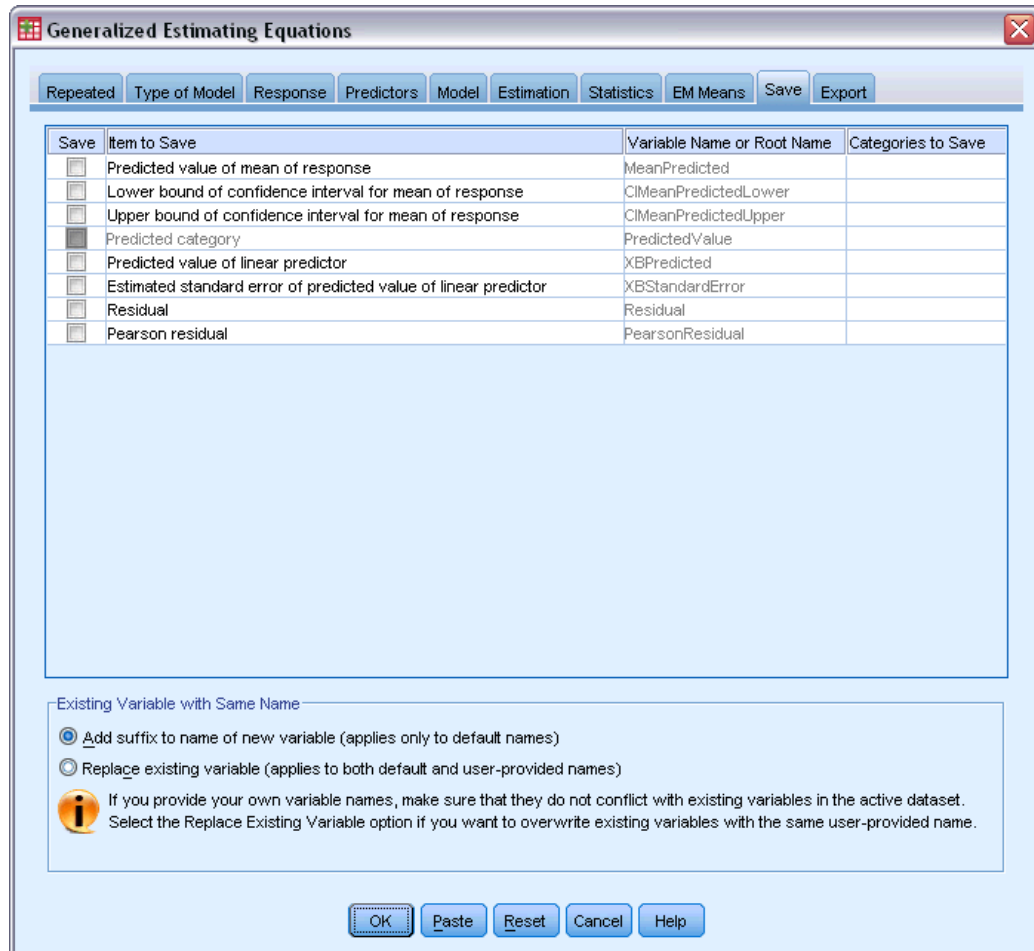 Generalized Estimating Equations
Repeated Type of Model Response Predictors Model Estimation Statistics EM Means Save Export
Save Item to Save Variable Name or Root Name Categories to Save
Predicted value of mean of response MeanPredicted
Lower bound of confidence interval for mean of response CIMeanPredictedLower
Upper bound of confidence interval for mean of response CIMeanPredictedUpper
Predicted category PredictedValue
Predicted value of linear predictor XBPredicted
Estimated standard error of predicted value of linear predictor XBStandardError
Residual Residual
Pearson residual PearsonResidual
Existing Variable with Same Name
Add suffix to name of new variable (applies only to default names)
Replace existing variable (applies to both default and user-provided names)
If you provide your own variable names, make sure that they do not conflict with existing variables in the active dataset.
Select the Replace Existing Variable option if you want to overwrite existing variables with the same user-provided name.
OK Paste Reset Cancel Help